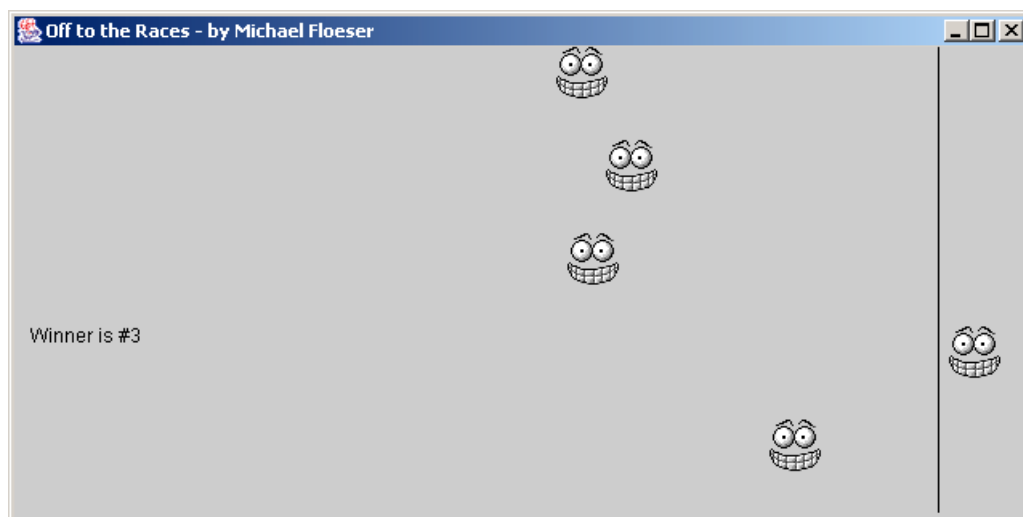 Off to the Races - by Michael Floeser
Winner is #3